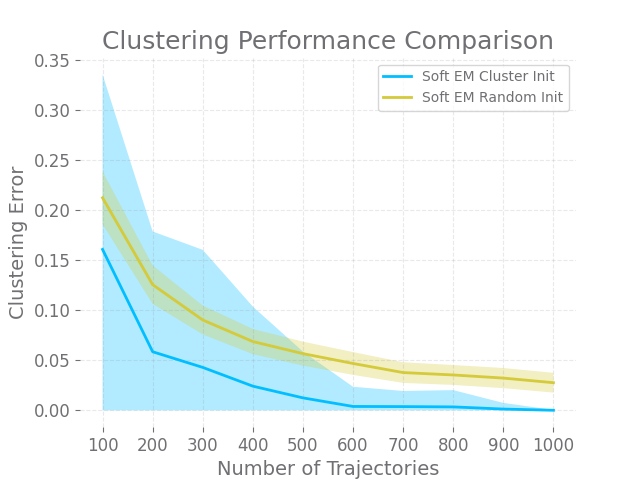 Clustering Performance Comparison
Soft EM Cluster Init
Soft EM Random Init
Clustering Error
0.35
0.30
0.25
0.20
0.15
0.10
0.05
0.00
100 200 300 400 500 600 700 800 900 1000
Number of Trajectories